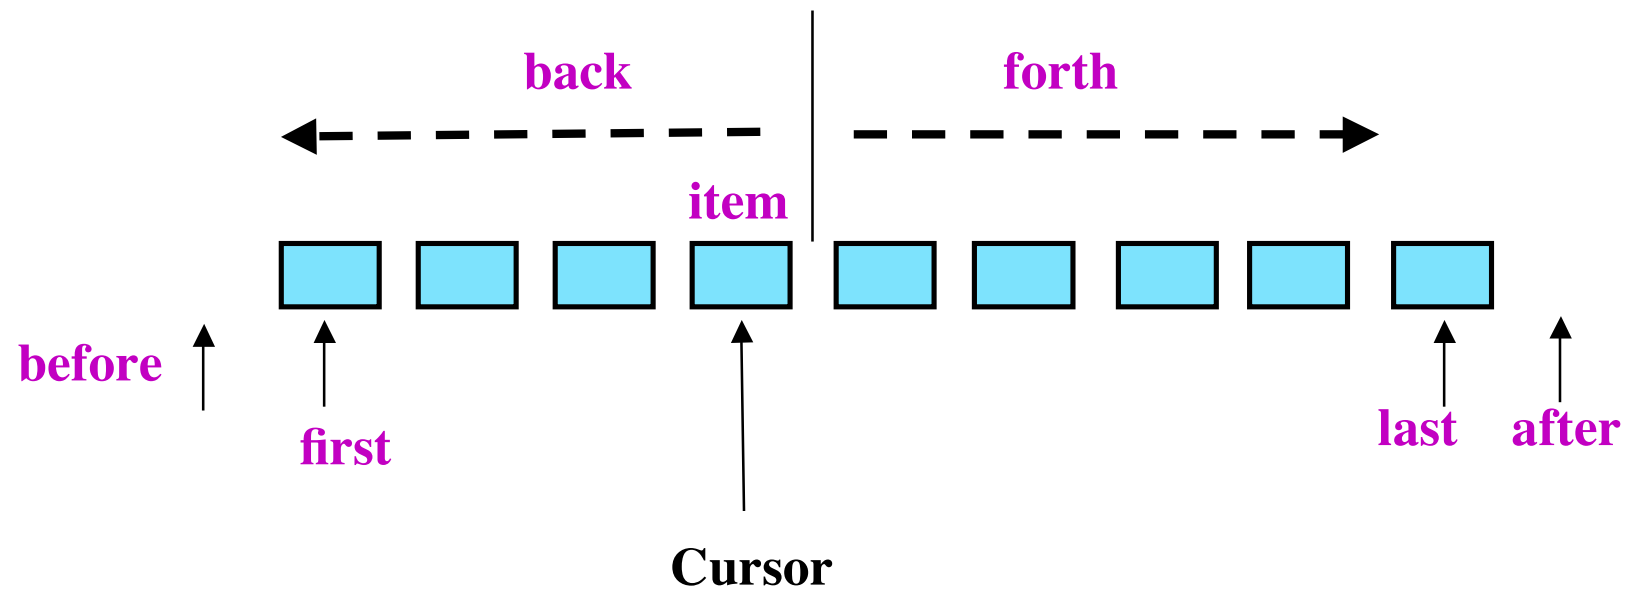 back forth
item
before
first
last after
Cursor